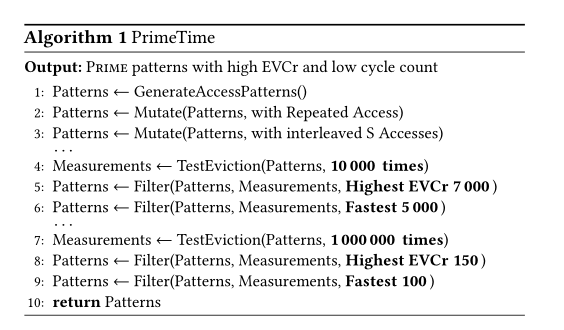 Algorithm 1 PrimeTime
Output: PRIME patterns with high EVCr and low cycle count
1: Patterns ← GenerateAccessPatterns()
2: Patterns ← Mutate(Patterns, with Repeated Access)
3: Patterns ← Mutate(Patterns, with interleaved S Accesses)
...
4: Measurements ← TestEviction(Patterns, 10 000 times)
5: Patterns ← Filter(Patterns, Measurements, Highest EVCr 7 000 )
6: Patterns ← Filter(Patterns, Measurements, Fastest 5 000 )
...
7: Measurements ← TestEviction(Patterns, 1 000 000 times)
8: Patterns ← Filter(Patterns, Measurements, Highest EVCr 150 )
9: Patterns ← Filter(Patterns, Measurements, Fastest 100 )
10: return Patterns